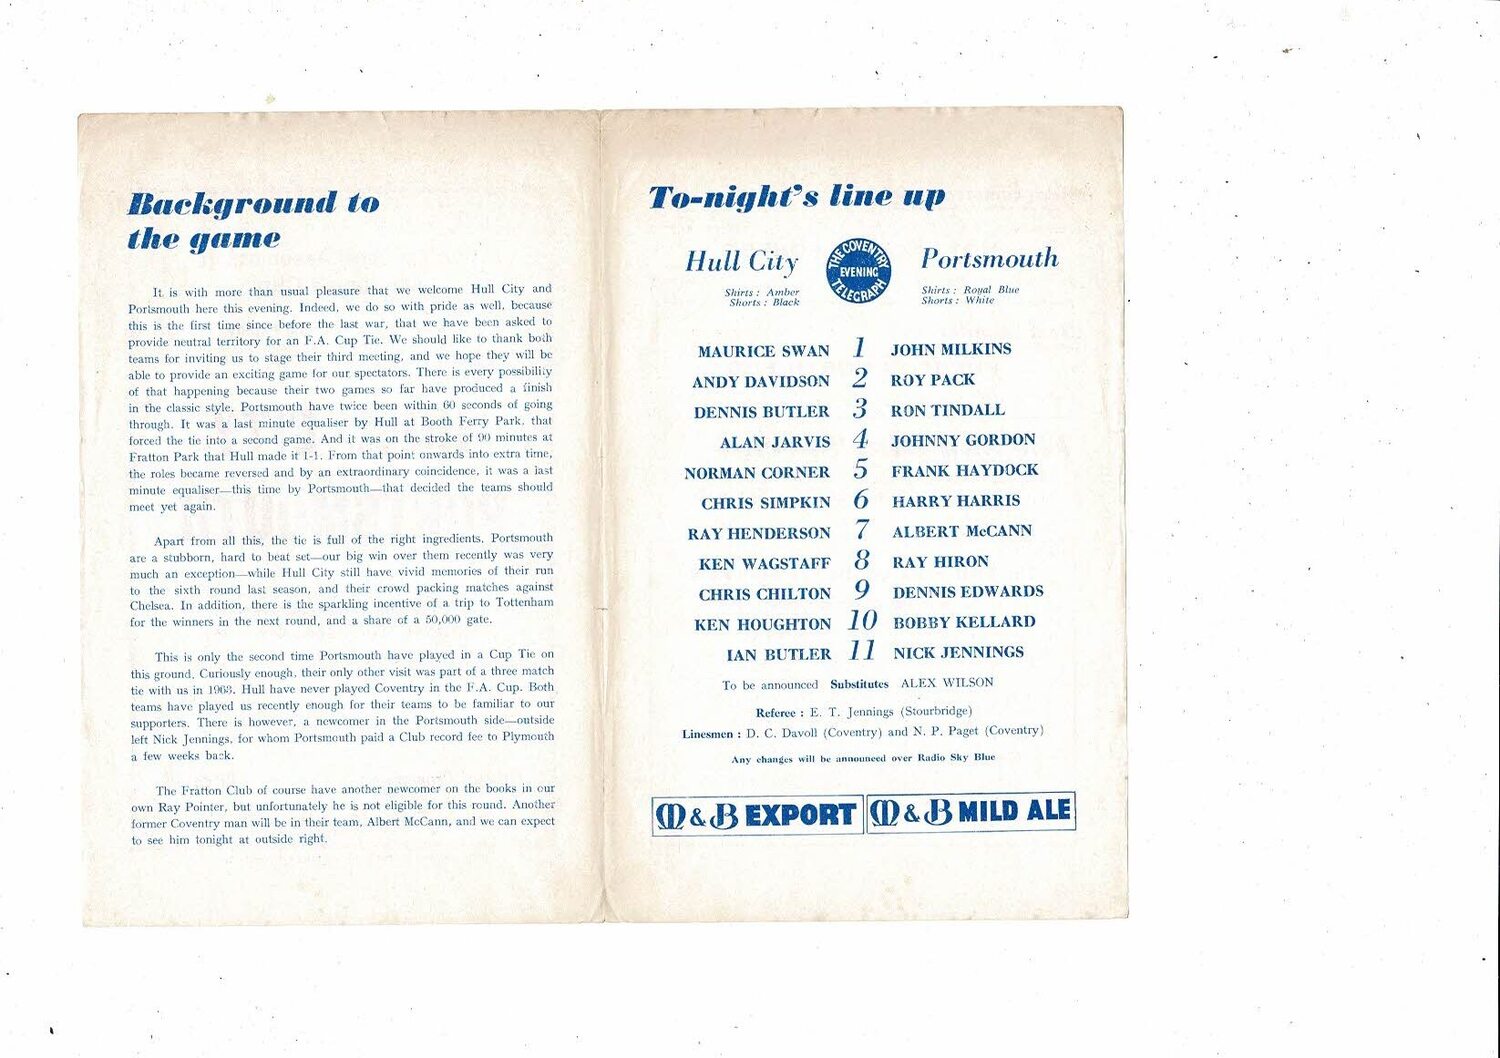 Background to
the game
It is with more than usual pleasure that we welcome Hull City and
Portsmouth here this evening. Indeed, we do so with pride as well, because
this is the first time since before the last war, that we have been asked to
provide neutral territory for an F.A. Cup Tie. We should like to thank both
teams for inviting us to stage their third meeting, and we hope they will be
able to provide an exciting game for our spectators. There is every possibility
of that happening because their two games so far have produced a finish
in the classic style. Portsmouth have twice been within 60 seconds of going
through. It was a last minute equaliser by Hull at Booth Ferry Park, that
forced the tie into a second game. And it was on the stroke of 90 minutes at
Fratton Park that Hull made it 1-1. From that point onwards into extra time,
the roles became reversed and by an extraordinary coincidence, it was a last
minute equaliser—this time by Portsmouth—that decided the teams should
meet yet again.
Apart from all this, the tie is full of the right ingredients. Portsmouth
are a stubborn, hard to beat set—our big win over them recently was very
much an exception—while Hull City still have vivid memories of their run
to the sixth round last season, and their crowd packing matches against
Chelsea. In addition, there is the sparkling incentive of a trip to Tottenham
for the winners in the next round, and a share of a 50,000 gate.
This is only the second time Portsmouth have played in a Cup Tie on
this ground. Curiously enough, their only other visit was part of a three match
tie with us in 1963. Hull have never played Coventry in the F.A. Cup. Both
teams have played us recently enough for their teams to be familiar to our
supporters. There is however, a newcomer in the Portsmouth side—outside
left Nick Jennings, for whom Portsmouth paid a Club record fee to Plymouth
a few weeks back.
The Fratton Club of course have another newcomer on the books in our
own Ray Pointer, but unfortunately he is not eligible for this round. Another
former Coventry man will be in their team, Albert McCann, and we can expect
to see him tonight at outside right.
To-night's line up
Hull City THE COVENTRY EVENING TELEGRAPH Portsmouth
Shirts : Amber Shirts : Royal Blue
Shorts : Black Shorts : White
MAURICE SWAN 1 JOHN MILKINS
ANDY DAVIDSON 2 ROY PACK
DENNIS BUTLER 3 RON TINDALL
ALAN JARVIS 4 JOHNNY GORDON
NORMAN CORNER 5 FRANK HAYDOCK
CHRIS SIMPKIN 6 HARRY HARRIS
RAY HENDERSON 7 ALBERT McCANN
KEN WAGSTAFF 8 RAY HIRON
CHRIS CHILTON 9 DENNIS EDWARDS
KEN HOUGHTON 10 BOBBY KELLARD
IAN BUTLER 11 NICK JENNINGS
To be announced Substitutes ALEX WILSON
Referee : E. T. Jennings (Stourbridge)
Linesmen : D. C. Davoll (Coventry) and N. P. Paget (Coventry)
Any changes will be announced over Radio Sky Blue
M & B EXPORT M & B MILD ALE